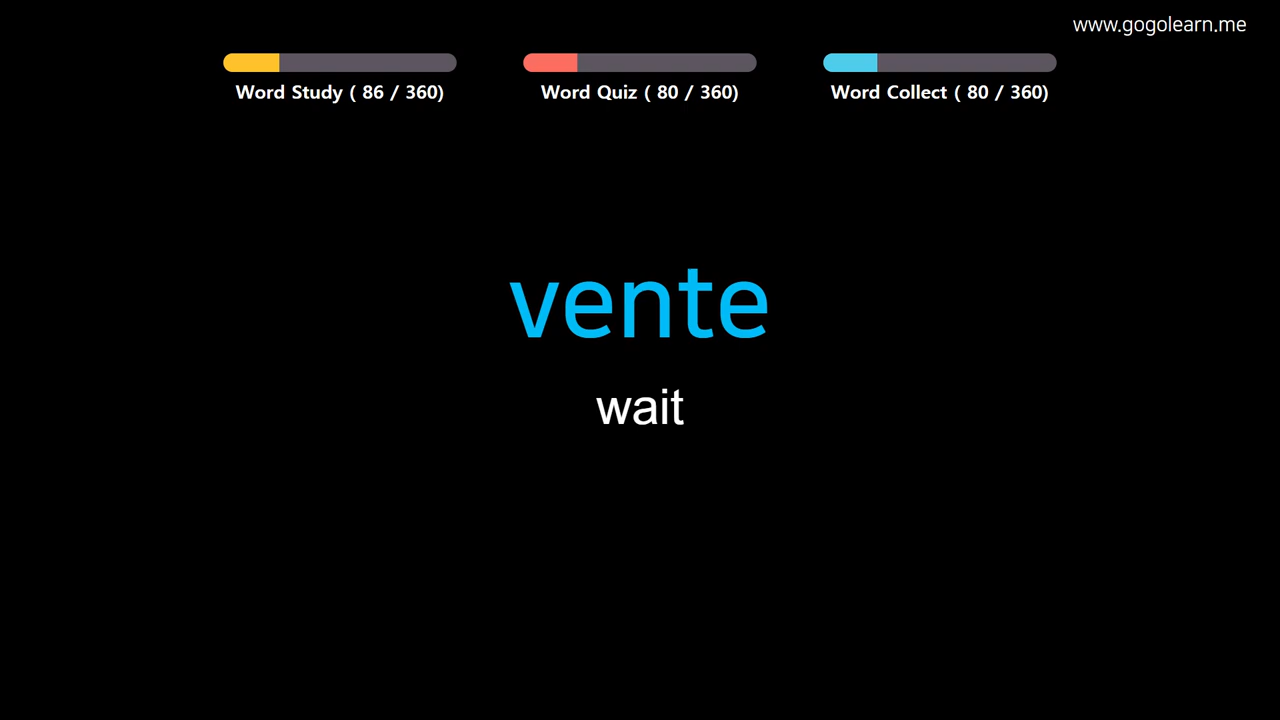 www.gogolearn.me
Word Study ( 86 / 360)
Word Quiz ( 80 / 360)
Word Collect ( 80 / 360)
vente
wait